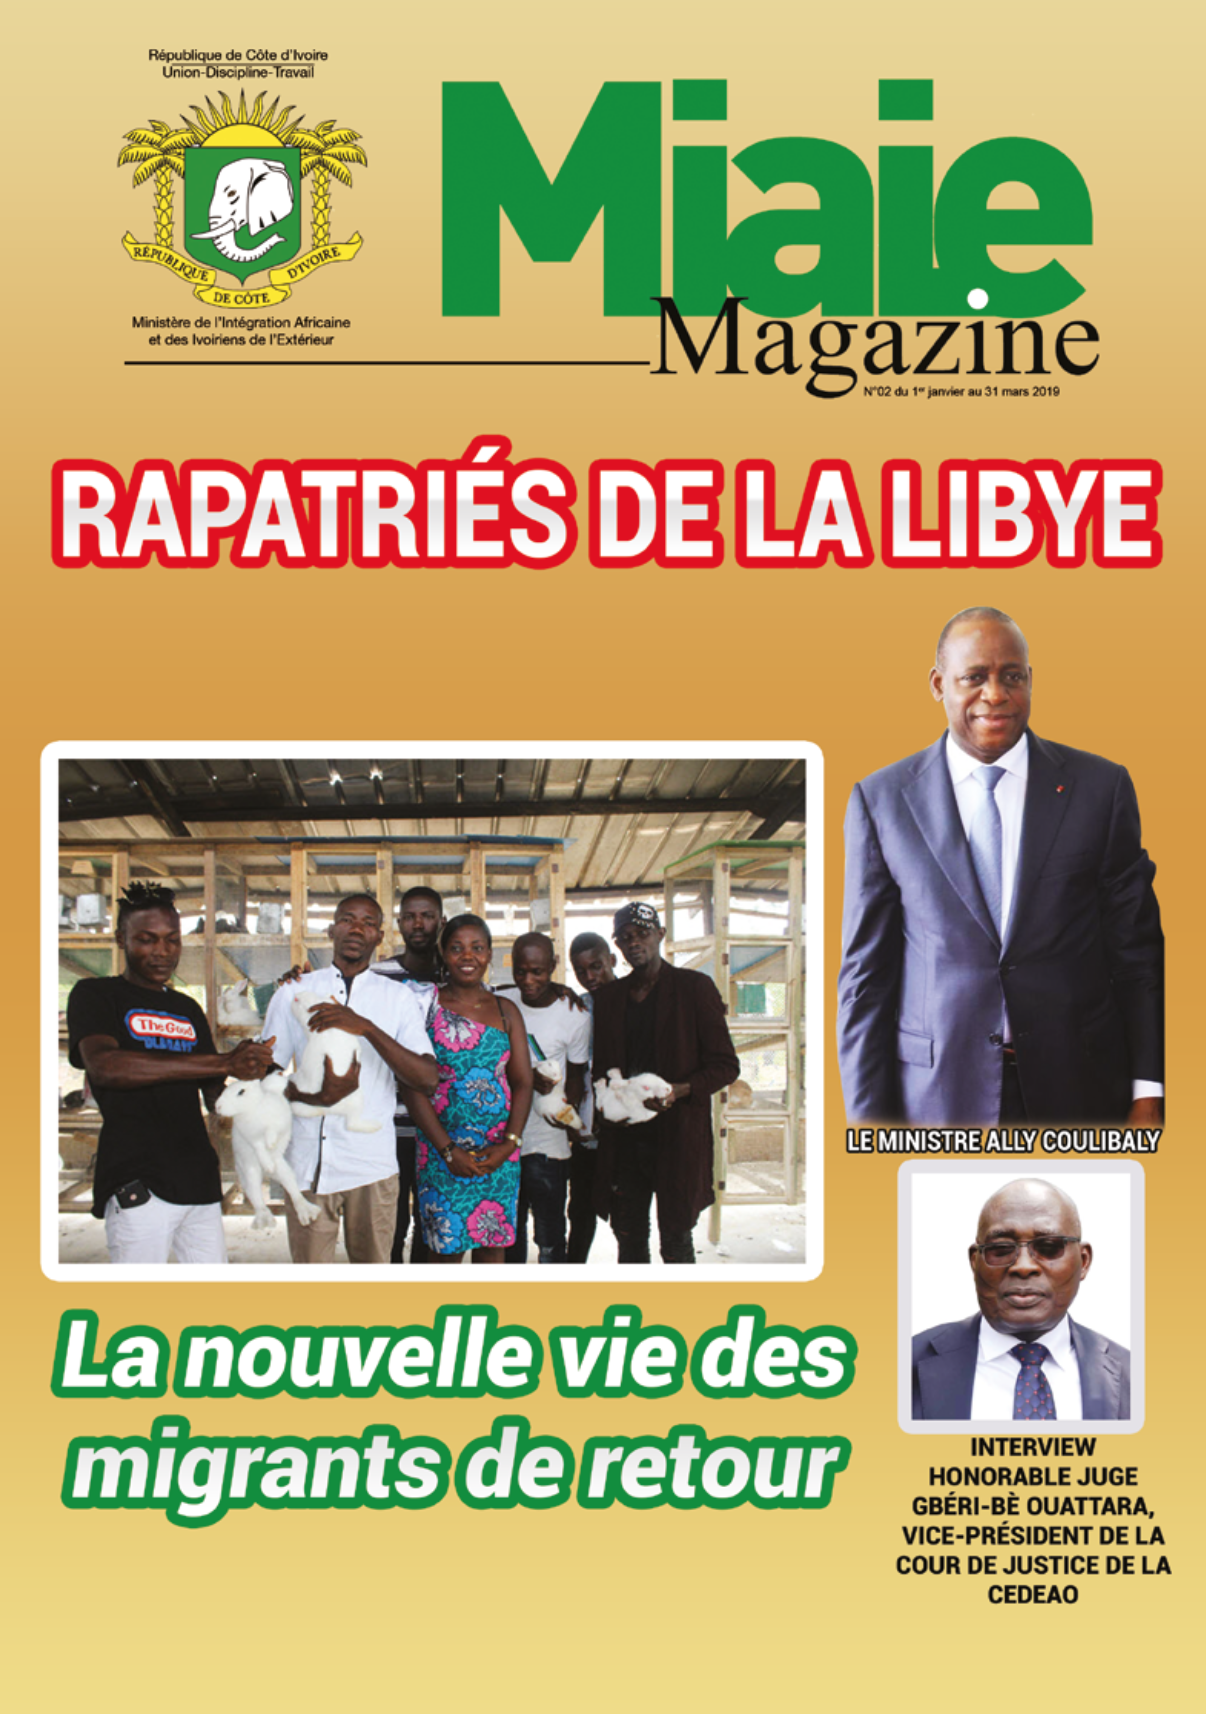 République de Côte d'Ivoire
Union-Discipline-Travail
RÉPUBLIQUE
DE CÔTE
D'IVOIRE
Ministère de l'Intégration Africaine
et des Ivoiriens de l'Extérieur
Miaie
Magazine
N°02 du 1er janvier au 31 mars 2019
RAPATRIÉS DE LA LIBYE
The Good
LE MINISTRE ALLY COULIBALY
La nouvelle vie des
migrants de retour
INTERVIEW
HONORABLE JUGE
GBÉRI-BÈ OUATTARA,
VICE-PRÉSIDENT DE LA
COUR DE JUSTICE DE LA
CEDEAO